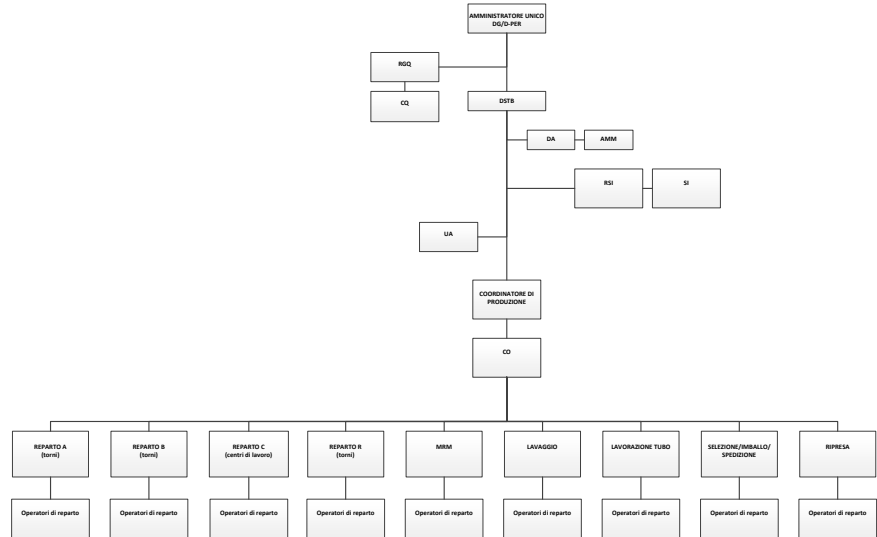 AMMINISTRATORE UNICO
DG/D-PER
RGQ
CQ
DSTB
DA
AMM
RSI
SI
UA
COORDINATORE DI
PRODUZIONE
CO
REPARTO A
(torni)
REPARTO B
(torni)
REPARTO C
(centri di lavoro)
REPARTO R
(torni)
MRM
LAVAGGIO
LAVORAZIONE TUBO
SELEZIONE/IMBALLO/
SPEDIZIONE
RIPRESA
Operatori di reparto
Operatori di reparto
Operatori di reparto
Operatori di reparto
Operatori di reparto
Operatori di reparto
Operatori di reparto
Operatori di reparto
Operatori di reparto